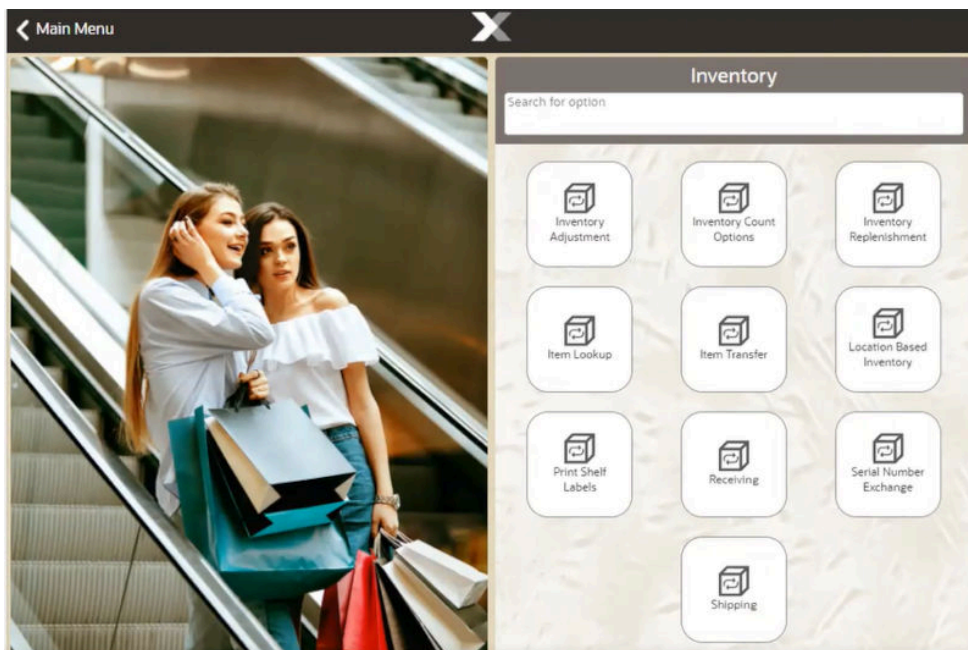 Main Menu
Inventory
Search for option
Inventory
Adjustment
Inventory Count
Options
Inventory
Replenishment
Item Lookup
Item Transfer
Location Based
Inventory
Print Shelf
Labels
Receiving
Serial Number
Exchange
Shipping